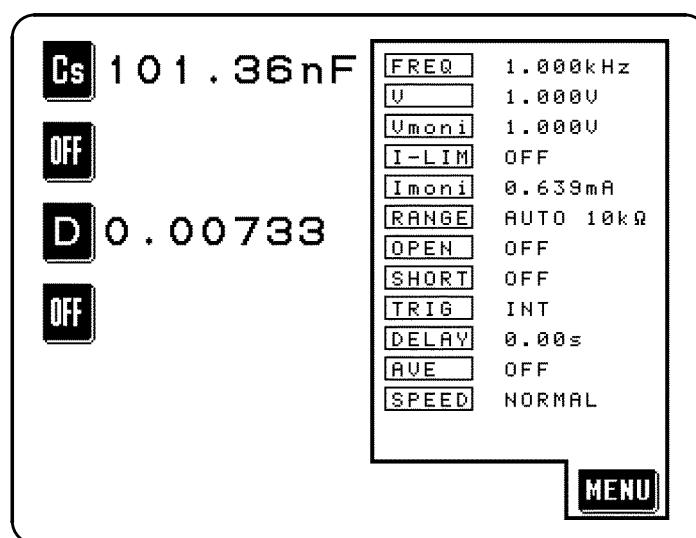 Cs 101.36nF
OFF
D 0.00733
OFF
FREQ 1.000kHz
V 1.000V
Vmoni 1.000V
I-LIM OFF
Imoni 0.639mA
RANGE AUTO 10kΩ
OPEN OFF
SHORT OFF
TRIG INT
DELAY 0.00s
AVE OFF
SPEED NORMAL
MENU